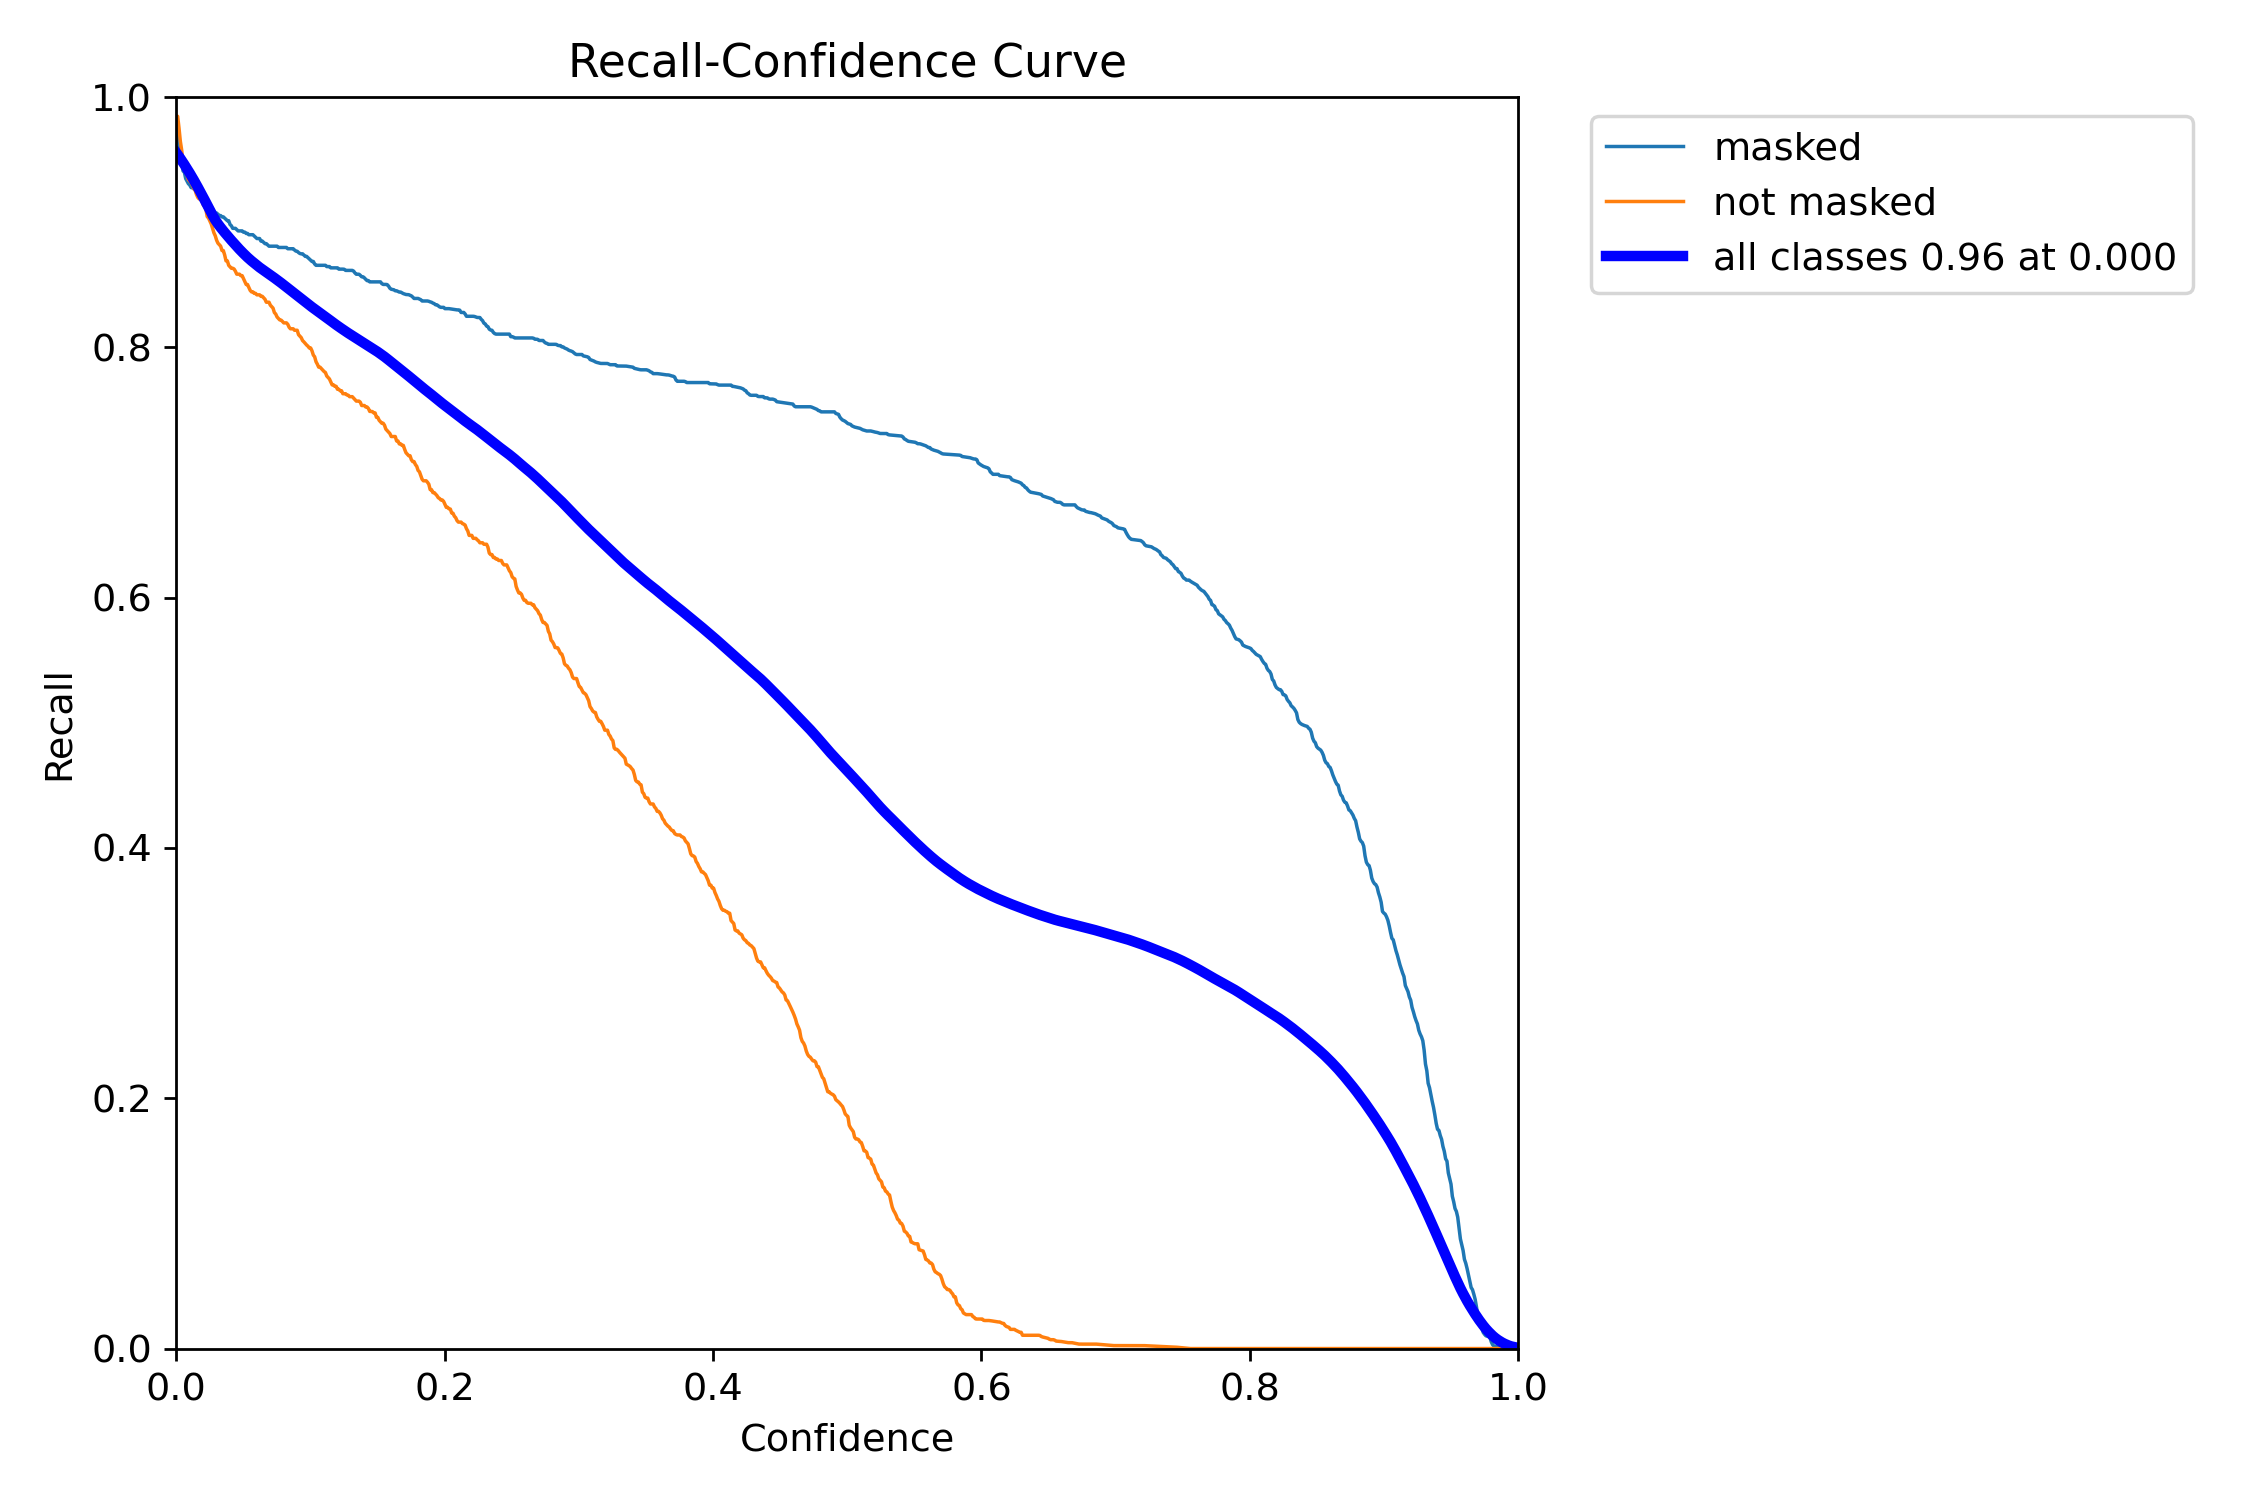 Recall-Confidence Curve
masked
not masked
all classes 0.96 at 0.000
Recall
1.0
0.8
0.6
0.4
0.2
0.0
0.0 0.2 0.4 0.6 0.8 1.0
Confidence